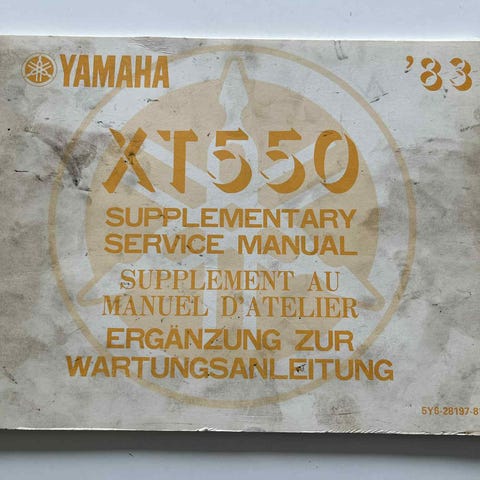 YAMAHA '83
XT550
SUPPLEMENTARY
SERVICE MANUAL
SUPPLEMENT AU
MANUEL D'ATELIER
ERGÄNZUNG ZUR
WARTUNGSANLEITUNG